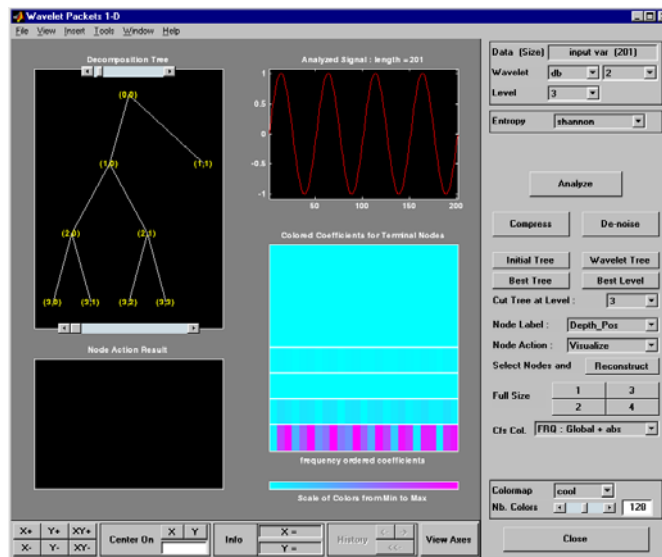 Wavelet Packets 1-D
File View Insert Tools Window Help
Decomposition Tree
(0,0)
(1,0) (1,1)
(2,0) (2,1)
(3,0) (3,1) (3,2) (3,3)
Node Action Result
Analyzed Signal : length = 201
1
0.5
0
-0.5
-1
50 100 150 200
Colored Coefficients for Terminal Nodes
frequency ordered coefficients
Scale of Colors from Min to Max
Data (Size) input var (201)
Wavelet db 2
Level 3
Entropy shannon
Analyze
Compress De-noise
Initial Tree Wavelet Tree
Best Tree Best Level
Cut Tree at Level : 3
Node Label : Depth_Pos
Node Action : Visualize
Select Nodes and Reconstruct
Full Size 1 3
2 4
Cfs Col. FRQ : Global + abs
Colormap cool
Nb. Colors 128
Close
X+ Y+ XY+
X- Y- XY-
Center On X Y
Info X =
Y =
History <- ->
<<-
View Axes